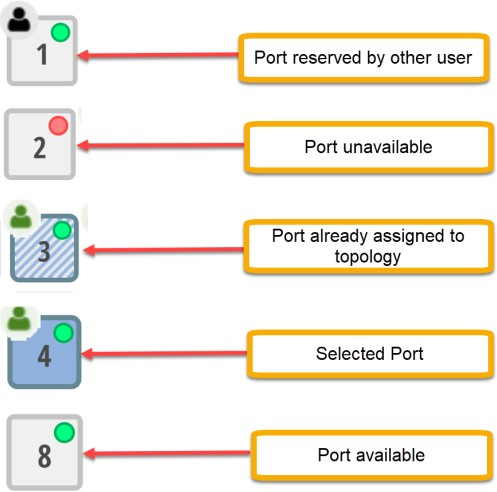 1
Port reserved by other user
2
Port unavailable
3
Port already assigned to
topology
4
Selected Port
8
Port available